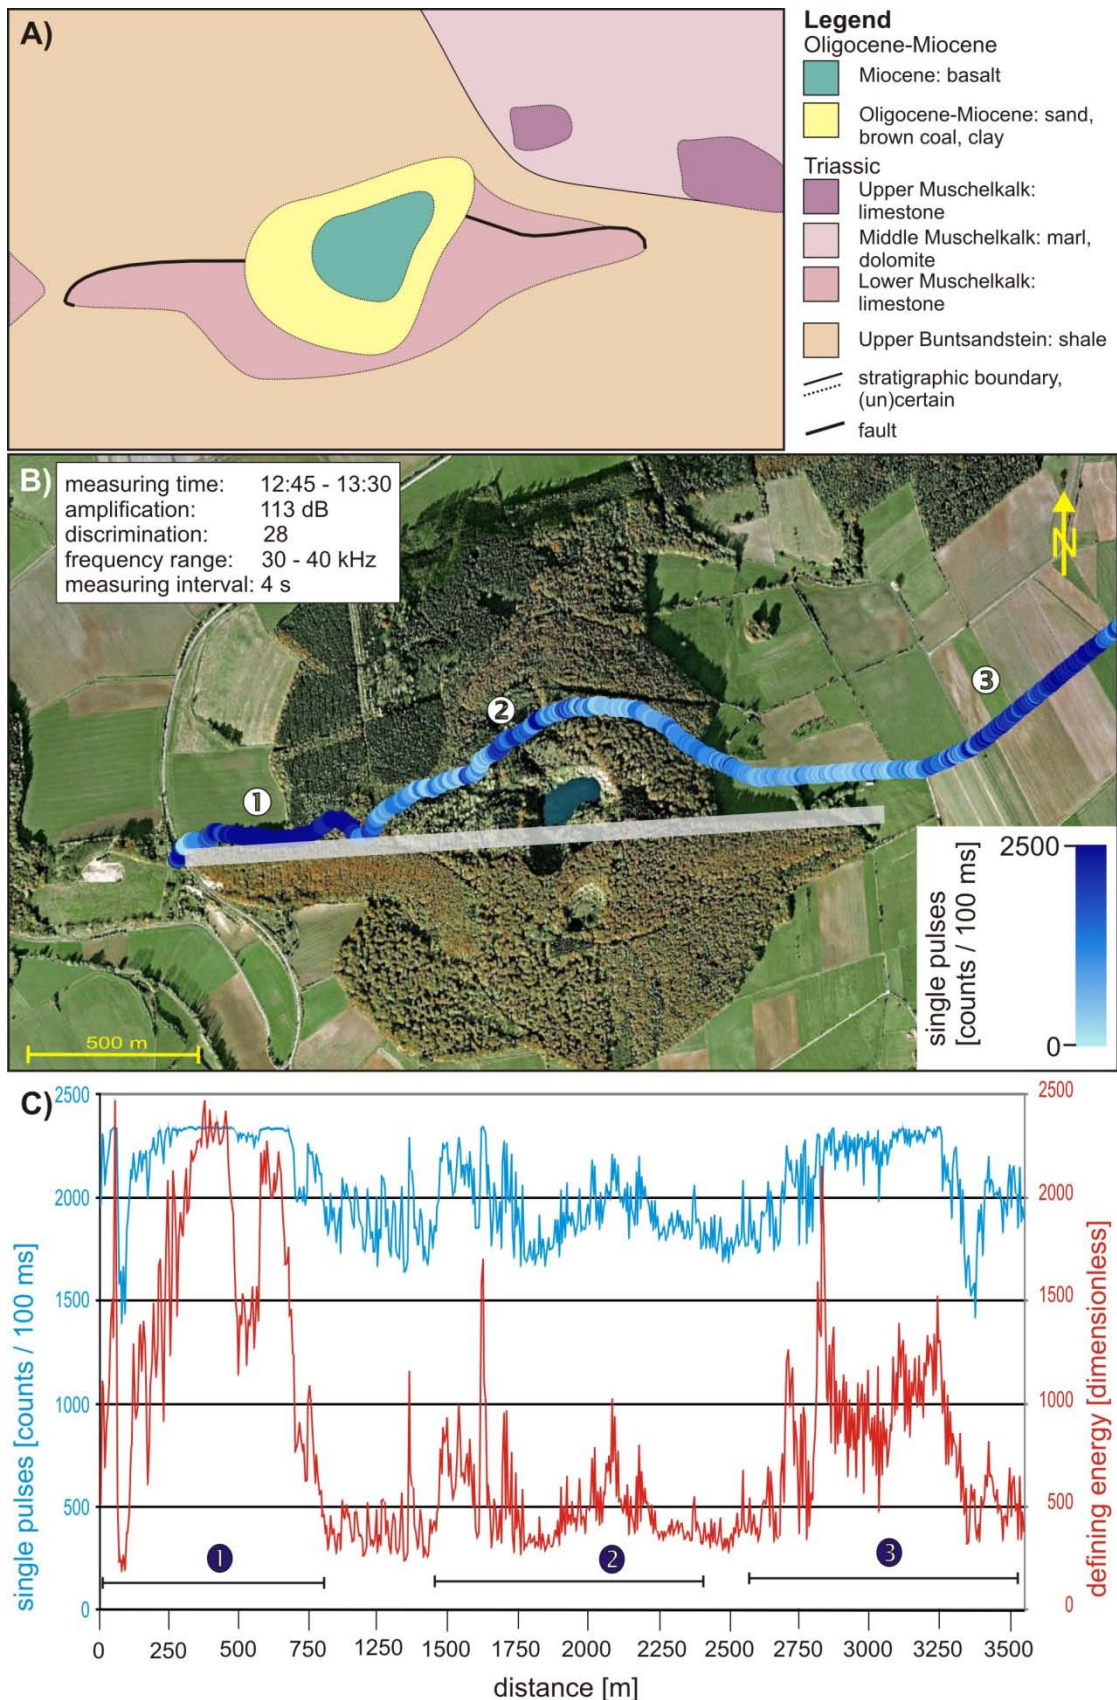 A)
Legend
Oligocene-Miocene
Miocene: basalt
Oligocene-Miocene: sand,
brown coal, clay
Triassic
Upper Muschelkalk:
limestone
Middle Muschelkalk: marl,
dolomite
Lower Muschelkalk:
limestone
Upper Buntsandstein: shale
stratigraphic boundary,
(un)certain
fault
B)
measuring time: 12:45 - 13:30
amplification: 113 dB
discrimination: 28
frequency range: 30 - 40 kHz
measuring interval: 4 s
N
3
2
1
500 m
single pulses
[counts / 100 ms]
2500
0
C)
single pulses [counts / 100 ms]
2500
2000
1500
1000
500
0
defining energy [dimensionless]
2500
2000
1500
1000
500
0
1
2
3
0 250 500 750 1250 1500 1750 2000 2250 2500 2750 3000 3250 3500
distance [m]